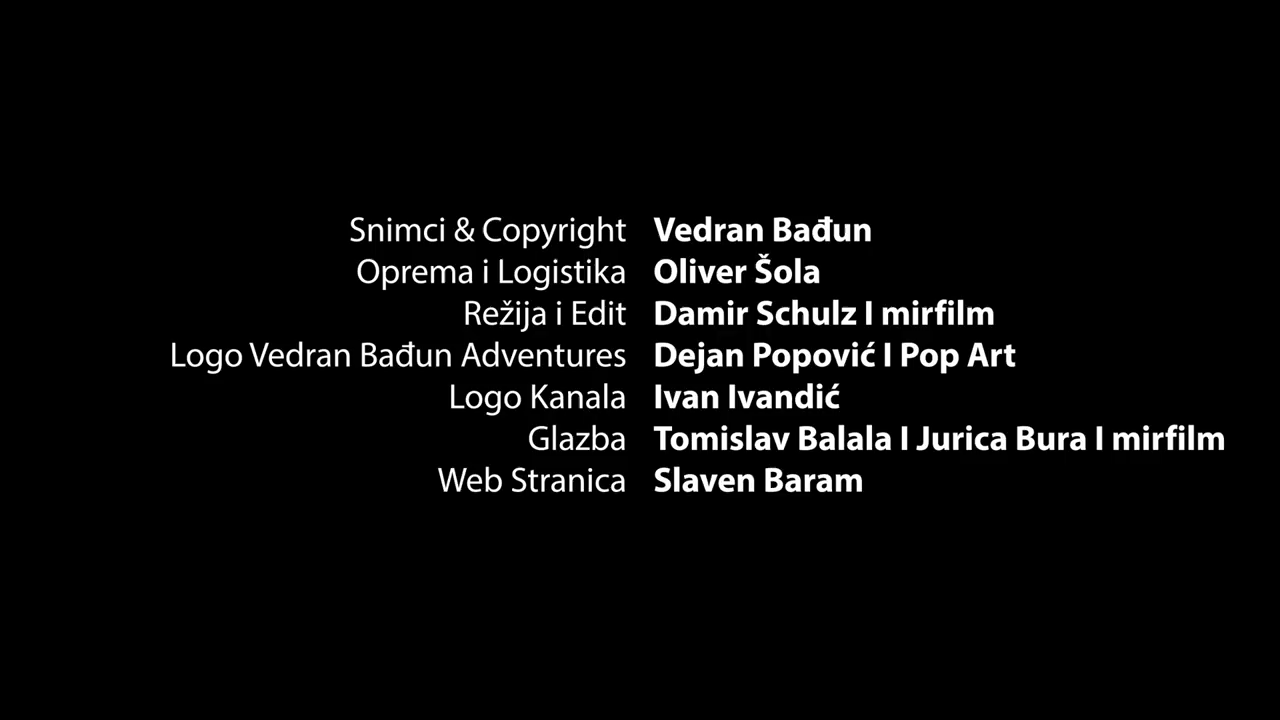 Snimci & Copyright Vedran Bađun
Oprema i Logistika Oliver Šola
Režija i Edit Damir Schulz I mirfilm
Logo Vedran Bađun Adventures Dejan Popović I Pop Art
Logo Kanala Ivan Ivandić
Glazba Tomislav Balala I Jurica Bura I mirfilm
Web Stranica Slaven Baram